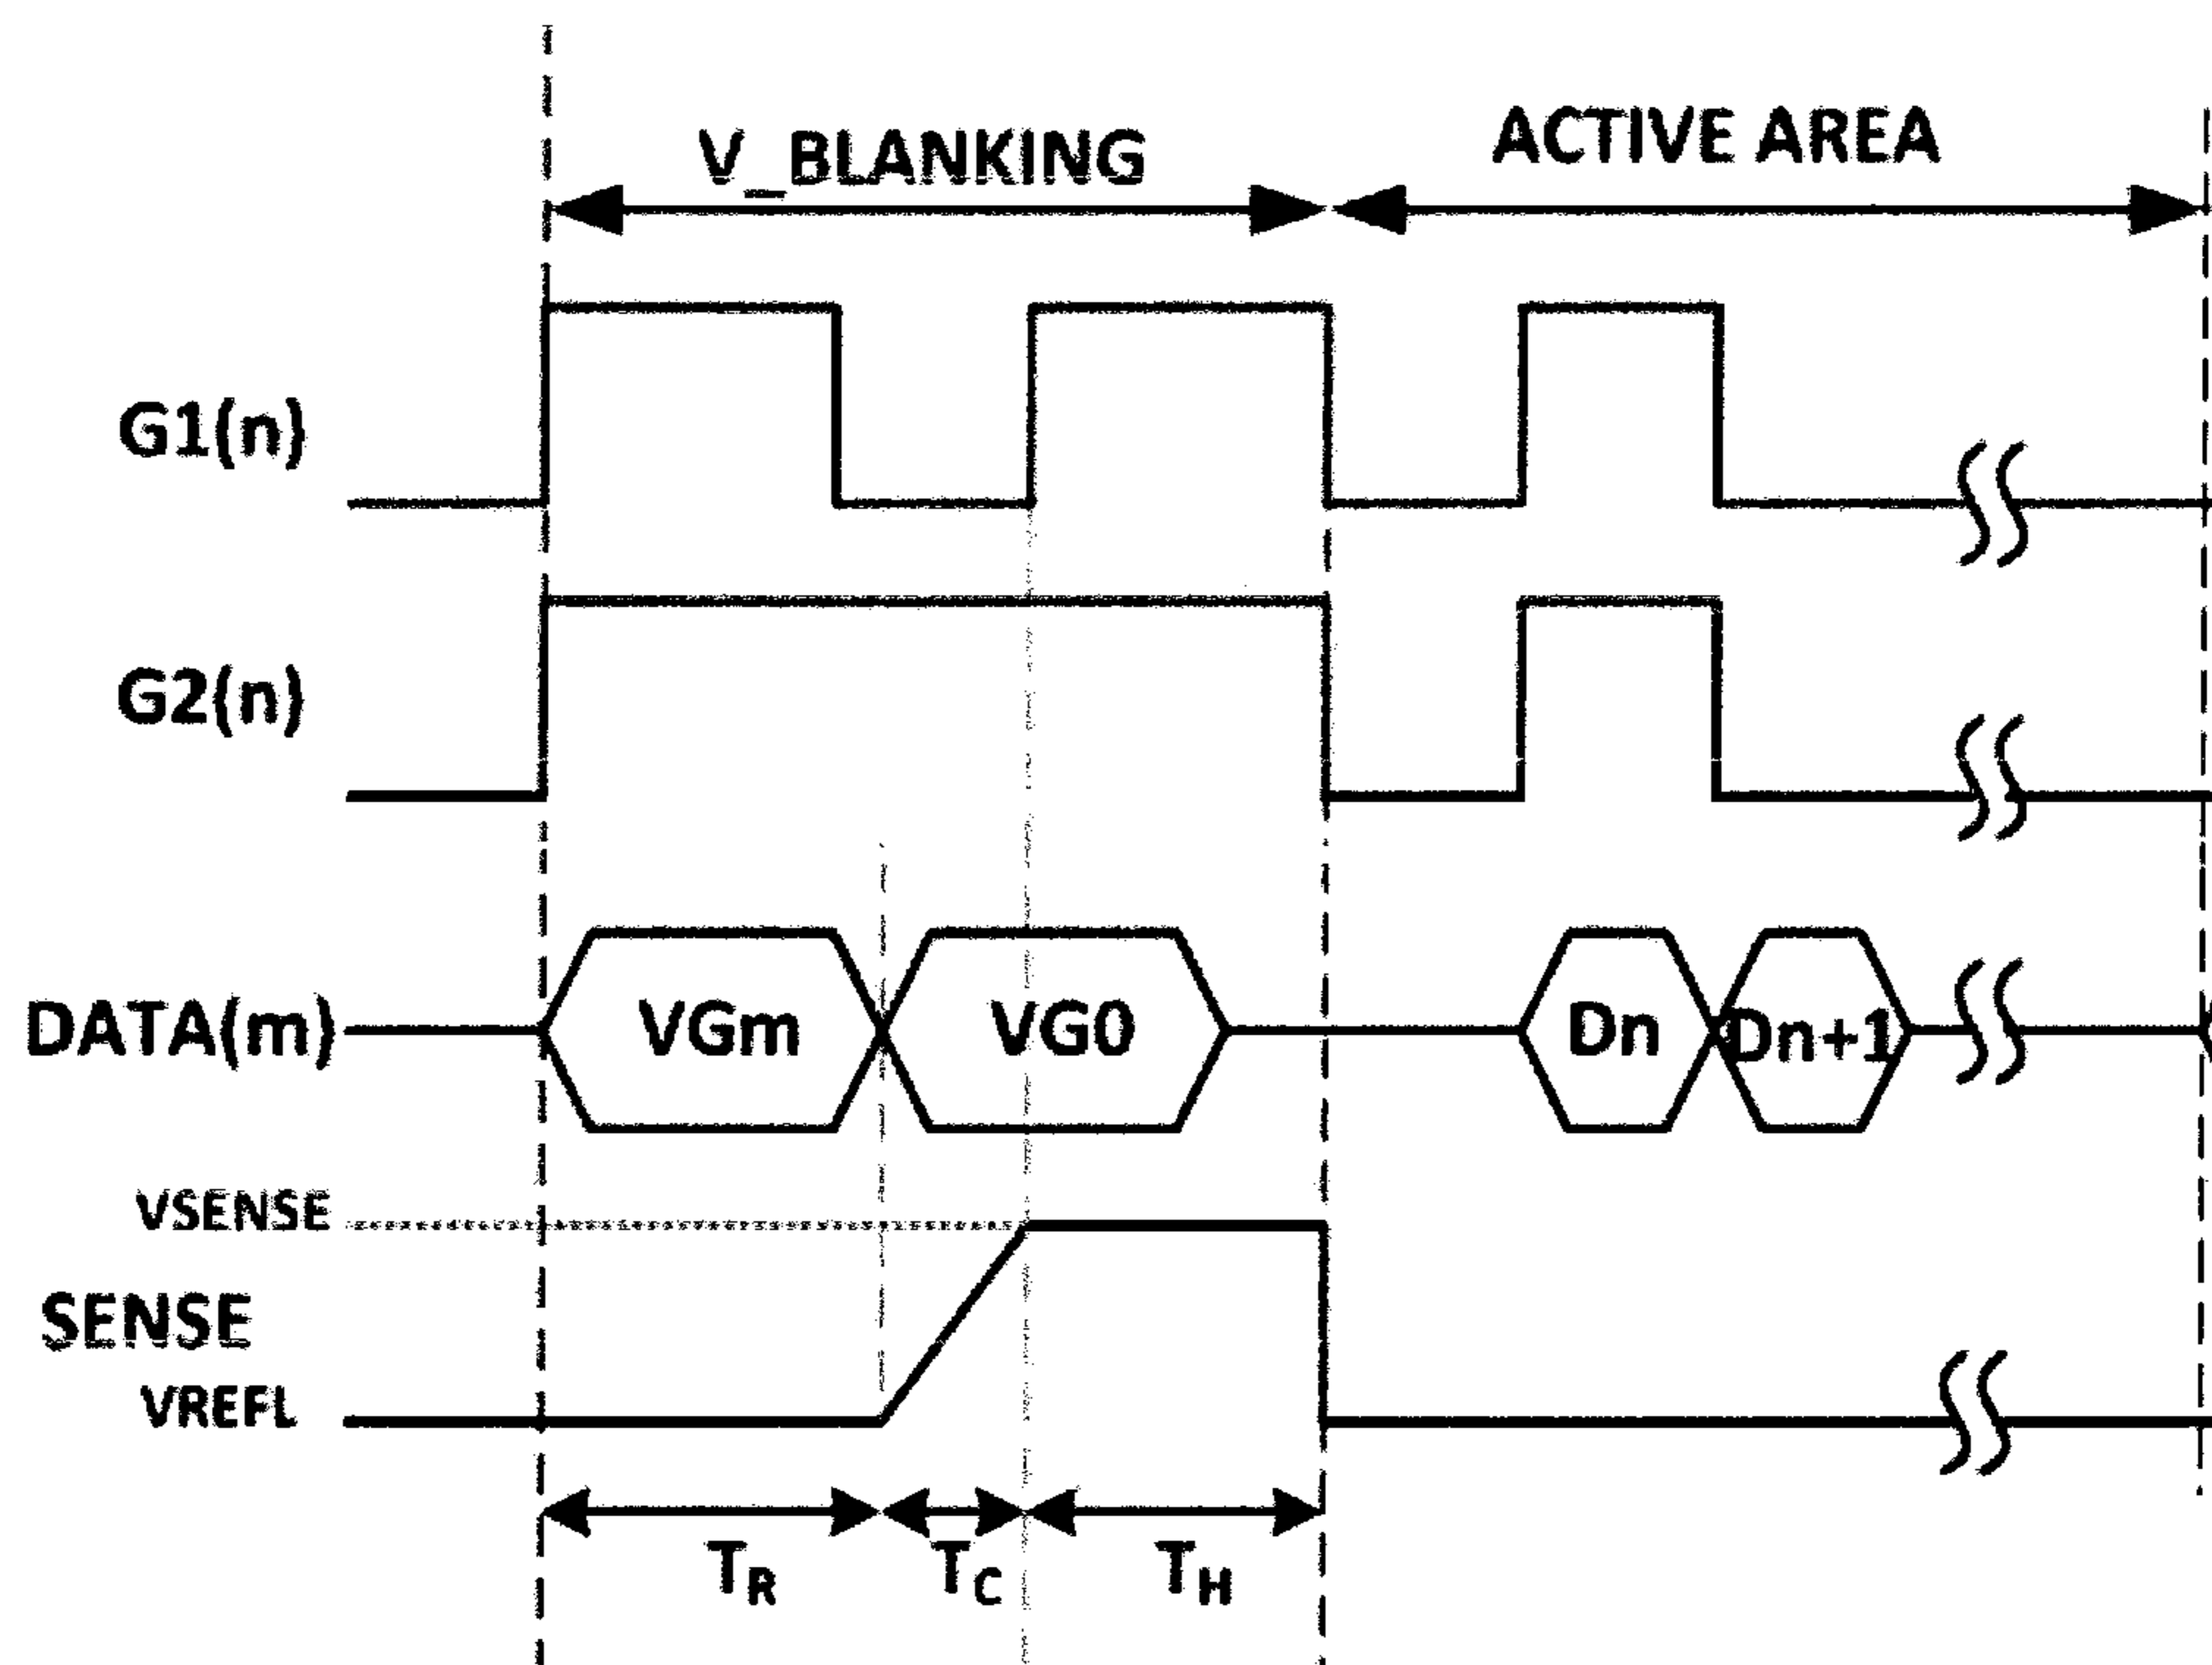 V_BLANKING
ACTIVE AREA
G1(n)
G2(n)
DATA(m)
VGm
VG0
Dn
Dn+1
VSENSE
SENSE
VREFL
TR
TC
TH